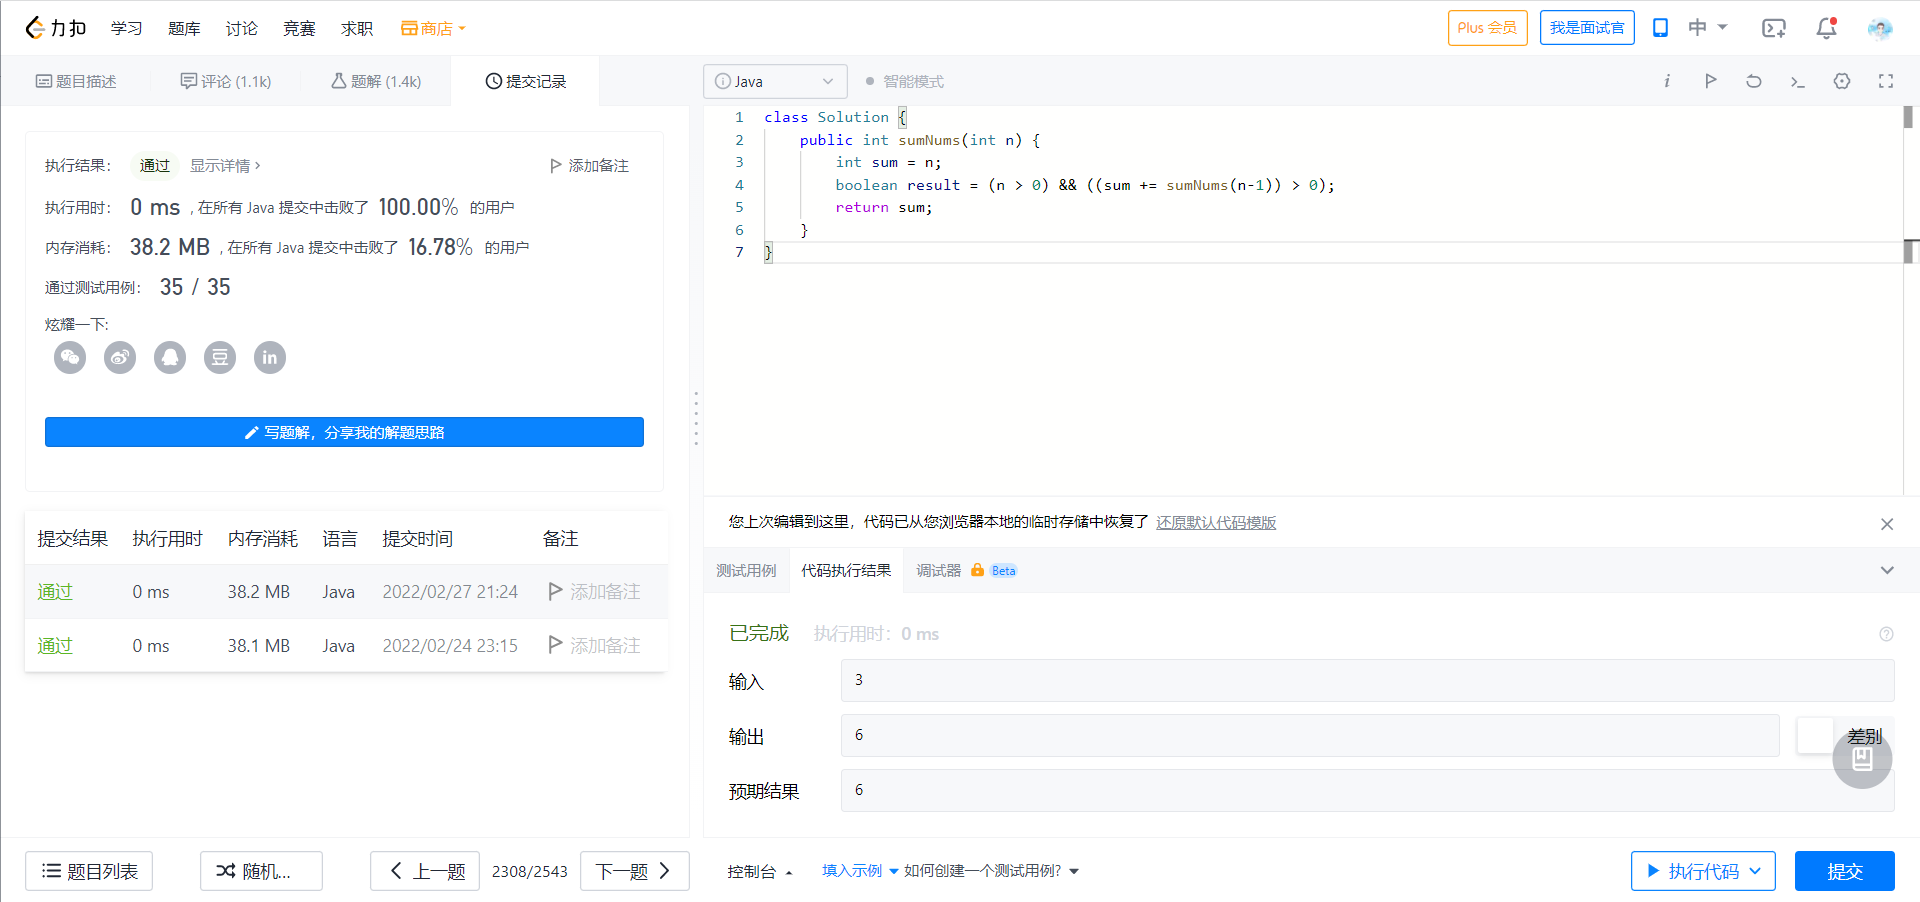 力扣 学习 题库 讨论 竞赛 求职 商店 Plus 会员 我是面试官 中
题目描述 评论 (1.1k) 题解 (1.4k) 提交记录
执行结果： 通过 显示详情 › 添加备注
执行用时： 0 ms , 在所有 Java 提交中击败了 100.00% 的用户
内存消耗： 38.2 MB , 在所有 Java 提交中击败了 16.78% 的用户
通过测试用例： 35 / 35
炫耀一下:
豆 in
写题解，分享我的解题思路
提交结果 执行用时 内存消耗 语言 提交时间 备注
通过 0 ms 38.2 MB Java 2022/02/27 21:24 添加备注
通过 0 ms 38.1 MB Java 2022/02/24 23:15 添加备注
题目列表 随机... 上一题 2308/2543 下一题
Java 智能模式
1 class Solution {
2 public int sumNums(int n) {
3 int sum = n;
4 boolean result = (n > 0) && ((sum += sumNums(n-1)) > 0);
5 return sum;
6 }
7 }
您上次编辑到这里，代码已从您浏览器本地的临时存储中恢复了 还原默认代码模版
测试用例 代码执行结果 调试器 Beta
已完成 执行用时：0 ms
输入 3
输出 6 差别
预期结果 6
控制台 填入示例 如何创建一个测试用例? 执行代码 提交